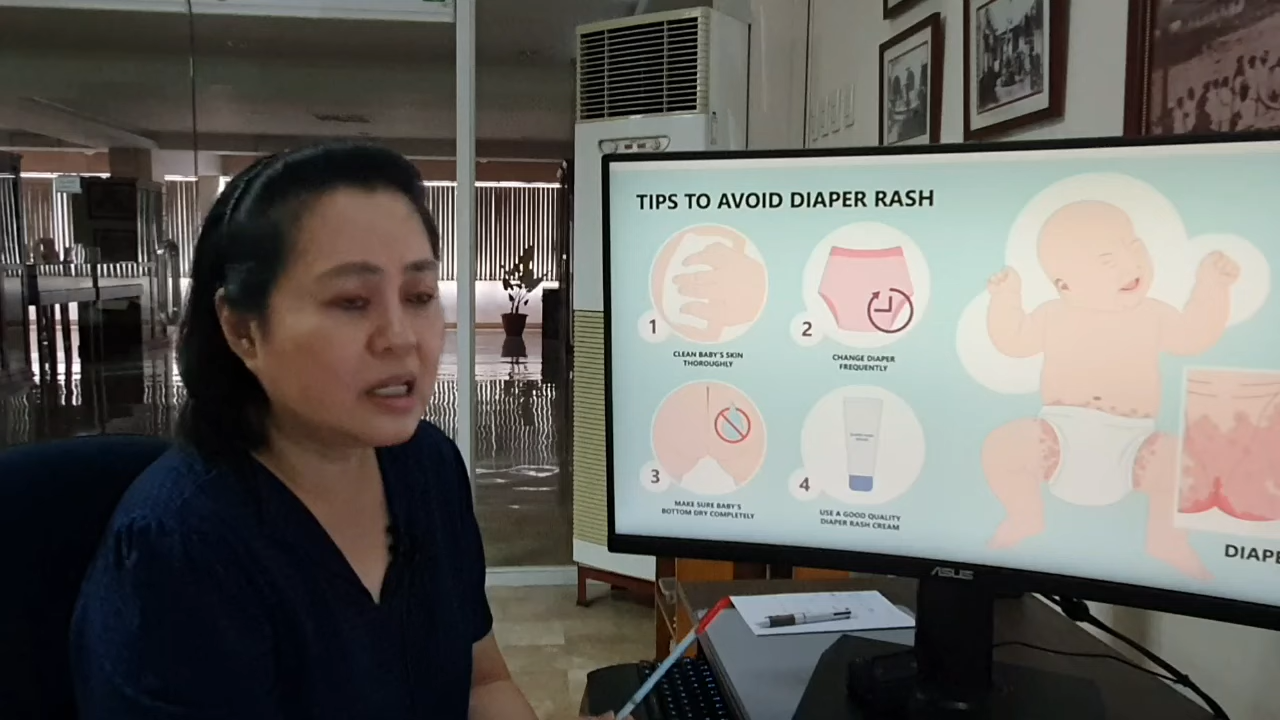 TIPS TO AVOID DIAPER RASH
1
CLEAN BABY'S SKIN
THOROUGHLY
2
CHANGE DIAPER
FREQUENTLY
3
MAKE SURE BABY'S
BOTTOM DRY COMPLETELY
4
USE A GOOD QUALITY
DIAPER RASH CREAM
DIAPE
ASUS